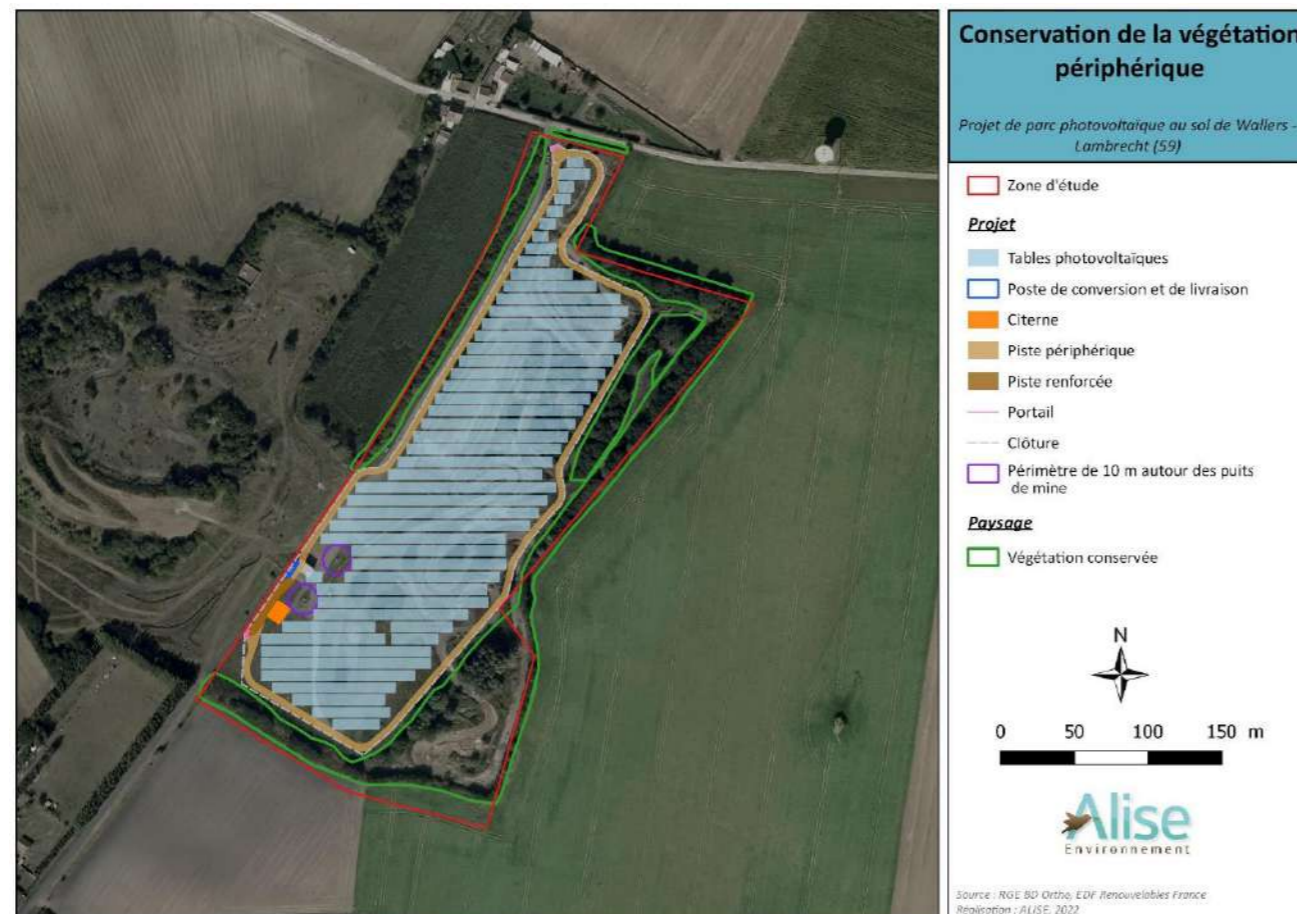 Conservation de la végétation
périphérique
Projet de parc photovoltaïque au sol de Wallers -
Lambrecht (59)
Zone d'étude
Projet
Tables photovoltaïques
Poste de conversion et de livraison
Citerne
Piste périphérique
Piste renforcée
Portail
Clôture
Périmètre de 10 m autour des puits
de mine
Paysage
Végétation conservée
N
0 50 100 150 m
Alise
Environnement
Source : RGE BD Ortho, EDF Renouvelables France
Réalisation : ALISE, 2022